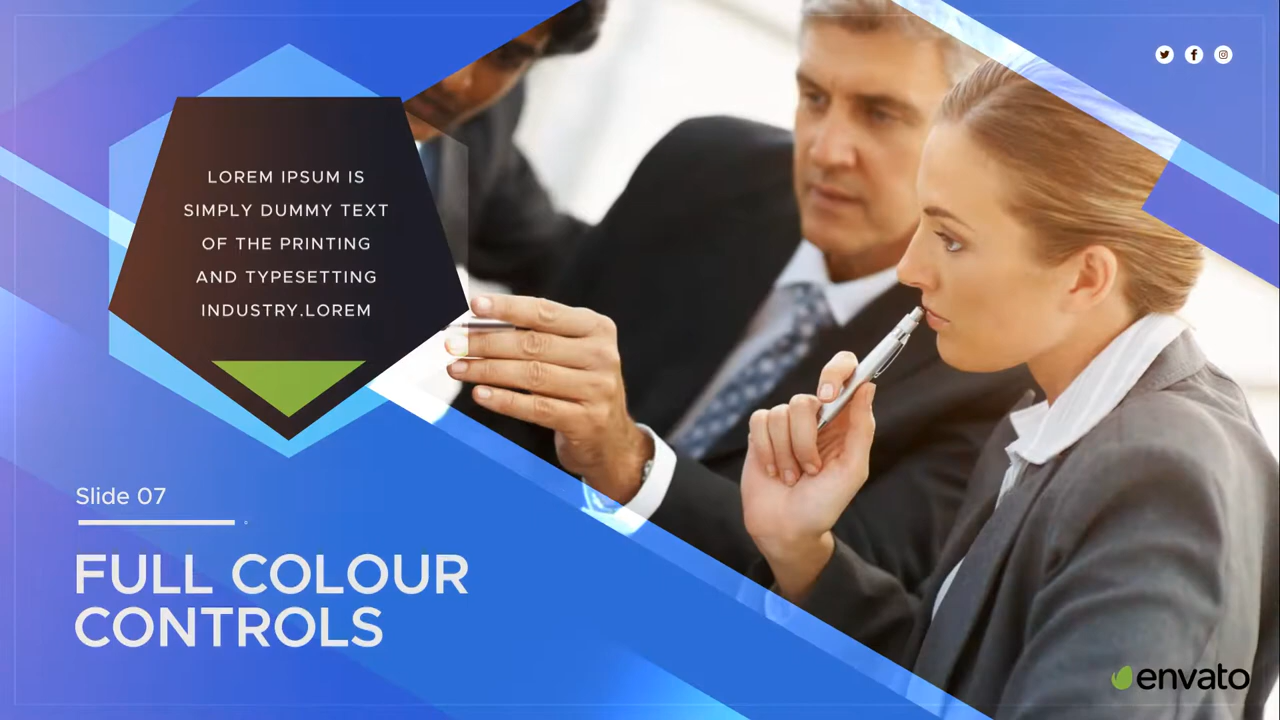 LOREM IPSUM IS
SIMPLY DUMMY TEXT
OF THE PRINTING
AND TYPESETTING
INDUSTRY.LOREM
Slide 07
FULL COLOUR
CONTROLS
envato